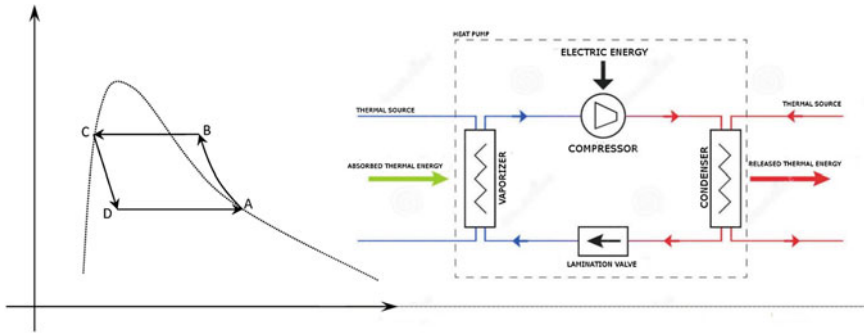 C
B
D
A
HEAT PUMP
ELECTRIC ENERGY
THERMAL SOURCE
THERMAL SOURCE
COMPRESSOR
ABSORBED THERMAL ENERGY
VAPORIZER
CONDENSER
RELEASED THERMAL ENERGY
LAMINATION VALVE